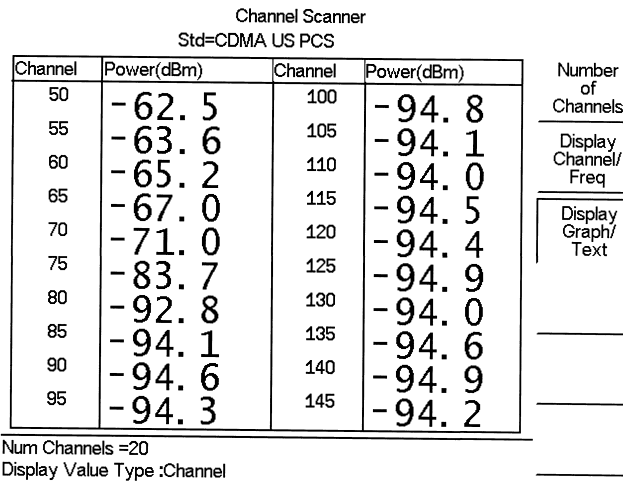 Channel Scanner
Std=CDMA US PCS
Channel Power(dBm) Channel Power(dBm)
50 -62.5 100 -94.8
55 -63.6 105 -94.1
60 -65.2 110 -94.0
65 -67.0 115 -94.5
70 -71.0 120 -94.4
75 -83.7 125 -94.9
80 -92.8 130 -94.0
85 -94.1 135 -94.6
90 -94.6 140 -94.9
95 -94.3 145 -94.2
Num Channels =20
Display Value Type :Channel
Number
of
Channels
Display
Channel/
Freq
Display
Graph/
Text